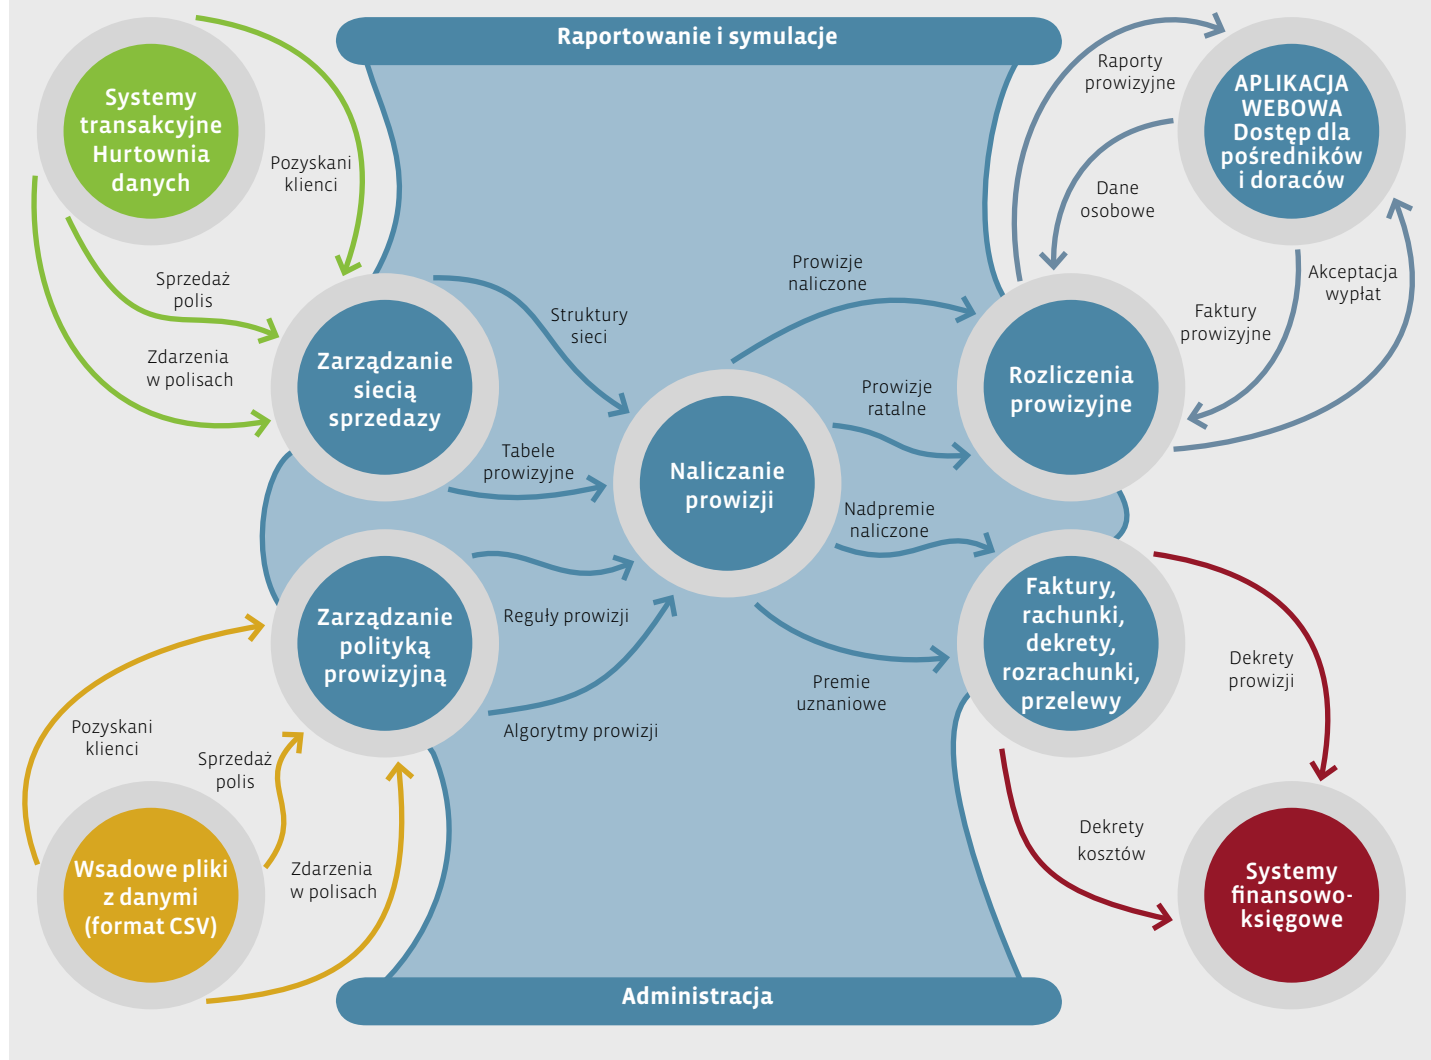 Raportowanie i symulacje
Systemy
transakcyjne
Hurtownia
danych
Pozyskani
klienci
Sprzedaż
polis
Zdarzenia
w polisach
Zarządzanie
siecią
sprzedazy
Struktury
sieci
Tabele
prowizyjne
Naliczanie
prowizji
Prowizje
naliczone
Prowizje
ratalne
Nadpremie
naliczone
Premie
uznaniowe
Rozliczenia
prowizyjne
Raporty
prowizyjne
Dane
osobowe
APLIKACJA
WEBOWA
Dostęp dla
pośredników
i doraców
Akceptacja
wypłat
Faktury
prowizyjne
Zarządzanie
polityką
prowizyjną
Reguły prowizji
Algorytmy prowizji
Faktury,
rachunki,
dekrety,
rozrachunki,
przelewy
Dekrety
prowizji
Dekrety
kosztów
Systemy
finansowo-
księgowe
Pozyskani
klienci
Sprzedaż
polis
Zdarzenia
w polisach
Wsadowe pliki
z danymi
(format CSV)
Administracja